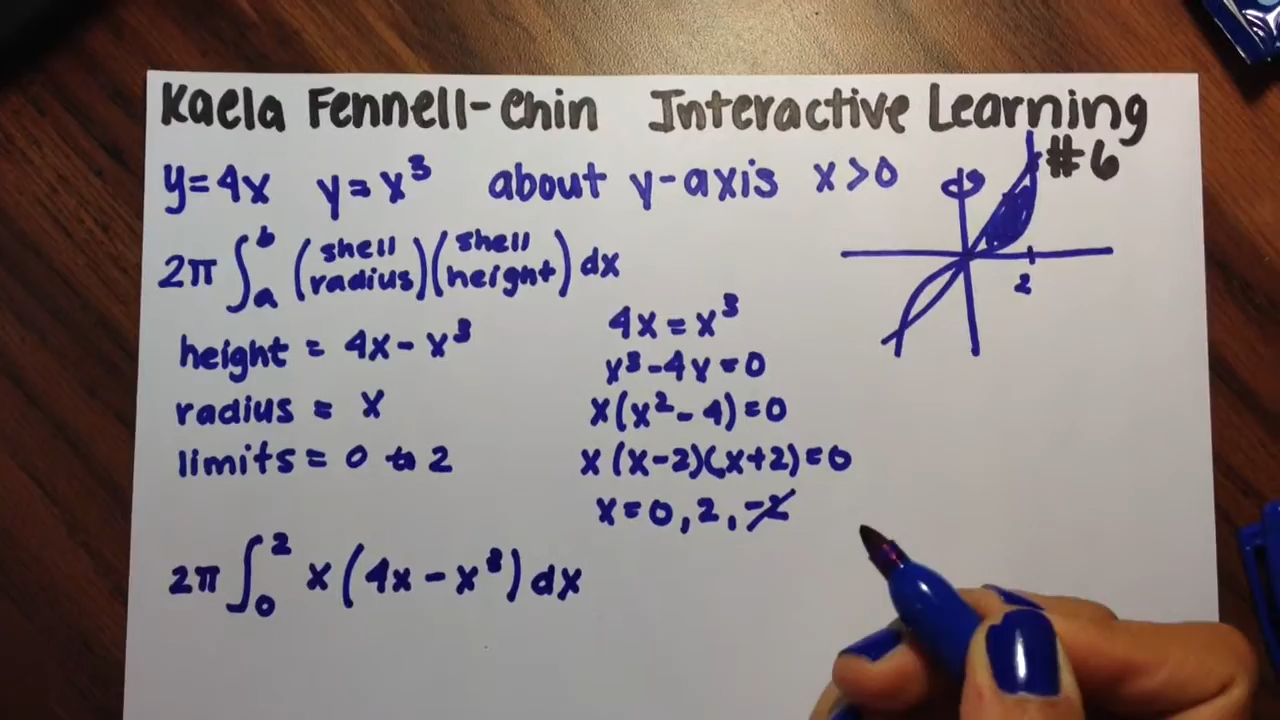 Kaela Fennell-Chin Interactive Learning
#6
y=4x y=x³ about y-axis x>0
2π ∫ₐᵇ (shell radius)(shell height) dx
height = 4x-x³
radius = x
limits = 0 to 2
4x=x³
x³-4x=0
x(x²-4)=0
x(x-2)(x+2)=0
x=0,2,-2
2π ∫₀² x(4x-x³)dx
2